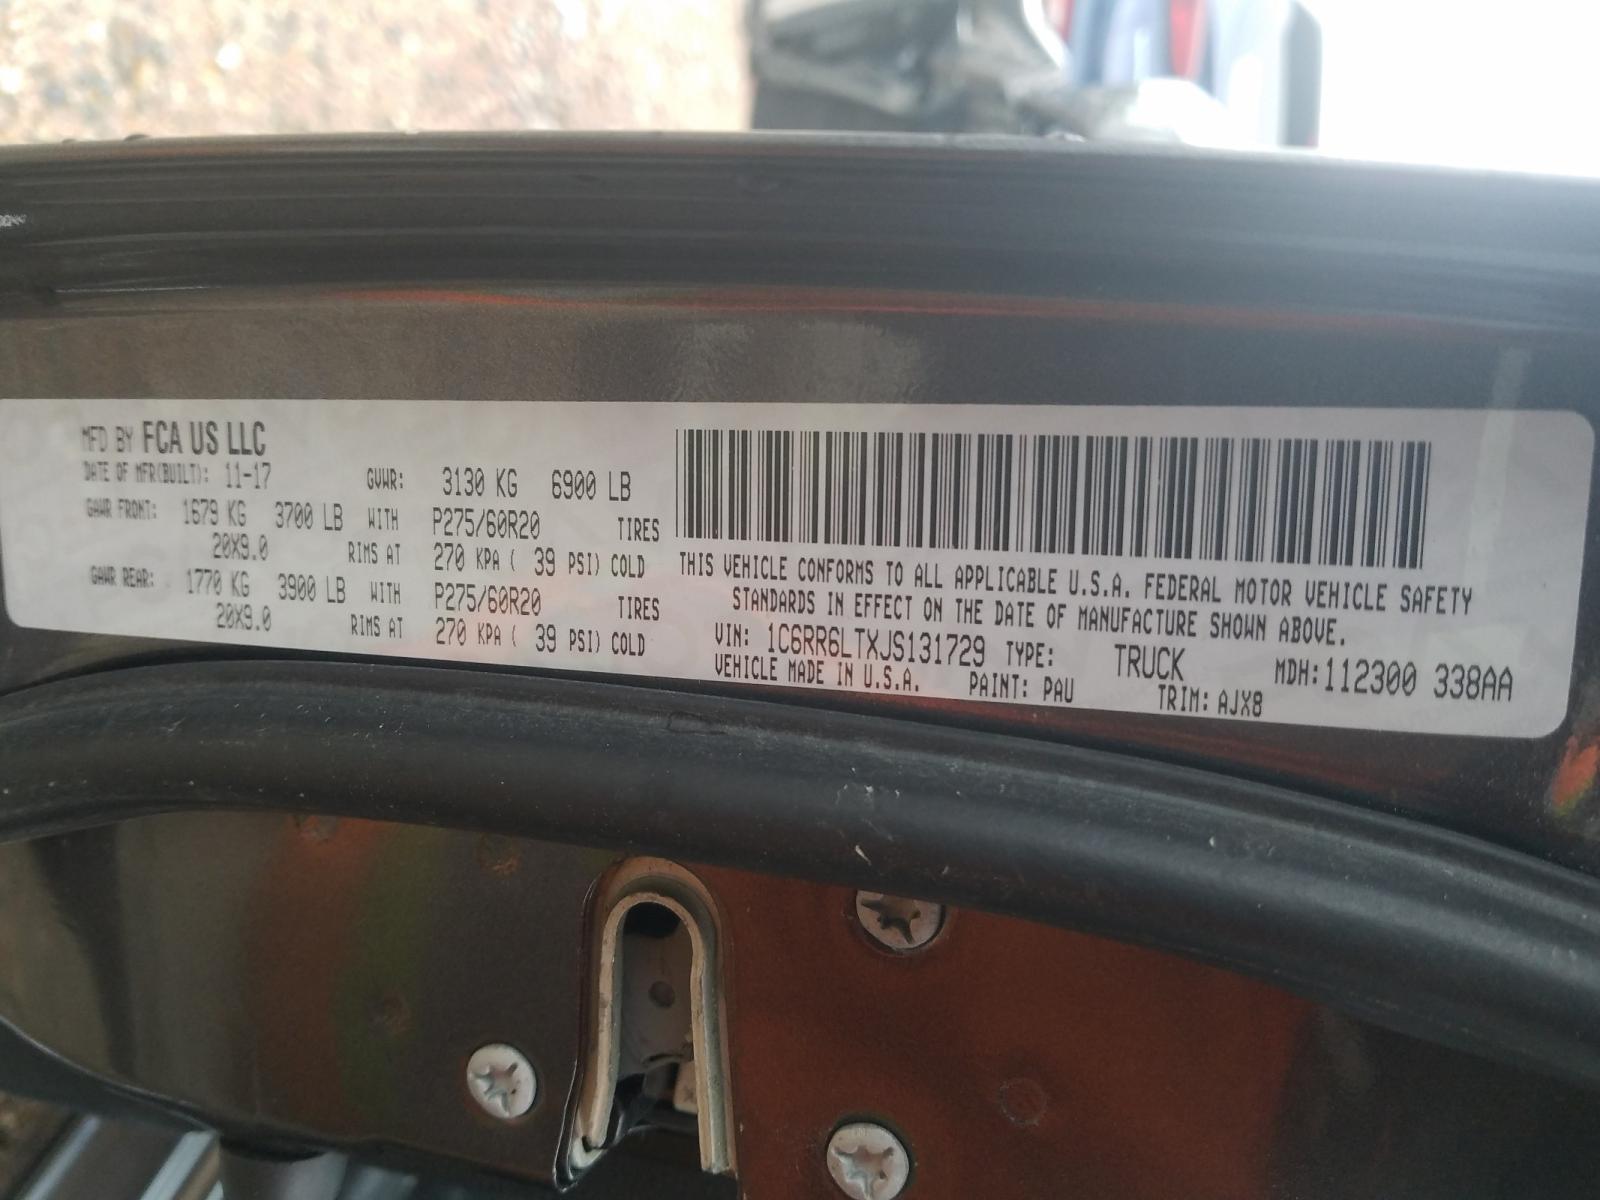 MFD BY FCA US LLC
DATE OF MFR(BUILT): 11-17 GVWR: 3130 KG 6900 LB
GAWR FRONT: 1679 KG 3700 LB WITH P275/60R20 TIRES
20X9.0 RIMS AT 270 KPA ( 39 PSI) COLD
GAWR REAR: 1770 KG 3900 LB WITH P275/60R20 TIRES
20X9.0 RIMS AT 270 KPA ( 39 PSI) COLD
THIS VEHICLE CONFORMS TO ALL APPLICABLE U.S.A. FEDERAL MOTOR VEHICLE SAFETY
STANDARDS IN EFFECT ON THE DATE OF MANUFACTURE SHOWN ABOVE.
VIN: 1C6RR6LTXJS131729 TYPE: TRUCK MDH:112300 338AA
VEHICLE MADE IN U.S.A. PAINT: PAU TRIM: AJX8